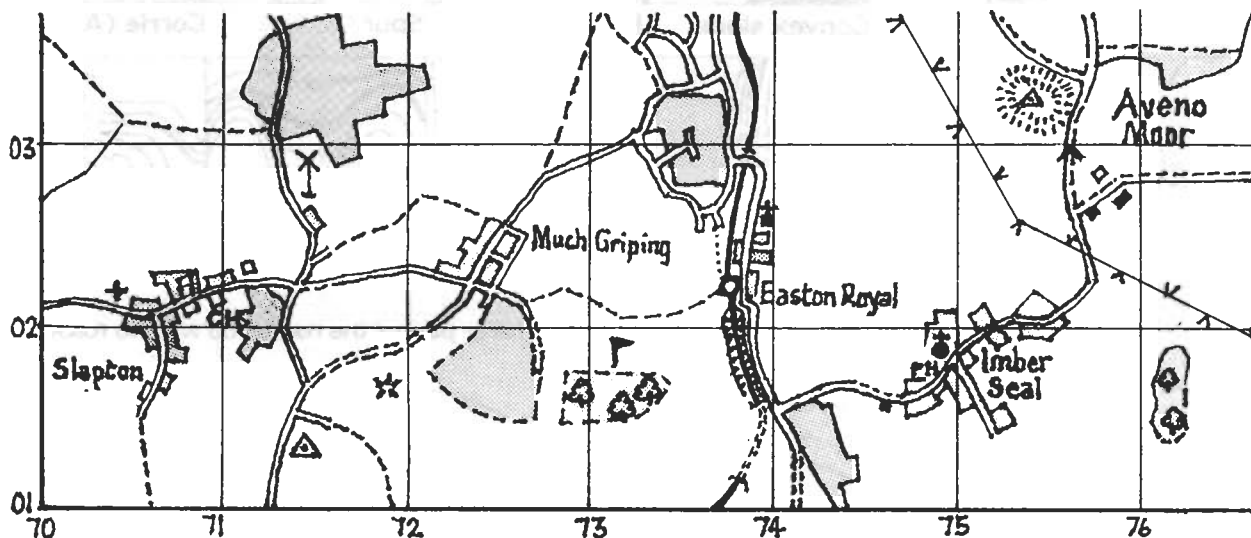 03
Aveno
Moor
Much Griping
Easton Royal
CH
02
Slapton
PH
Imber
Seal
01
70 71 72 73 74 75 76